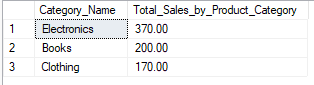 Category_Name Total_Sales_by_Product_Category
1 Electronics 370.00
2 Books 200.00
3 Clothing 170.00